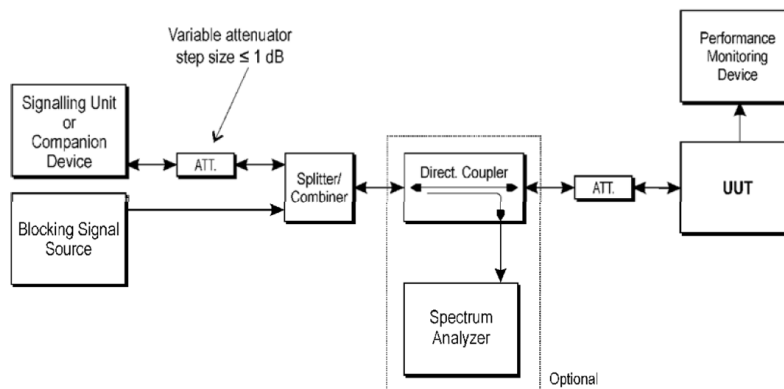 Variable attenuator
step size ≤ 1 dB
Performance
Monitoring
Device
Signalling Unit
or
Companion
Device
ATT.
Splitter/
Combiner
Direct. Coupler
ATT.
UUT
Blocking Signal
Source
Spectrum
Analyzer
Optional